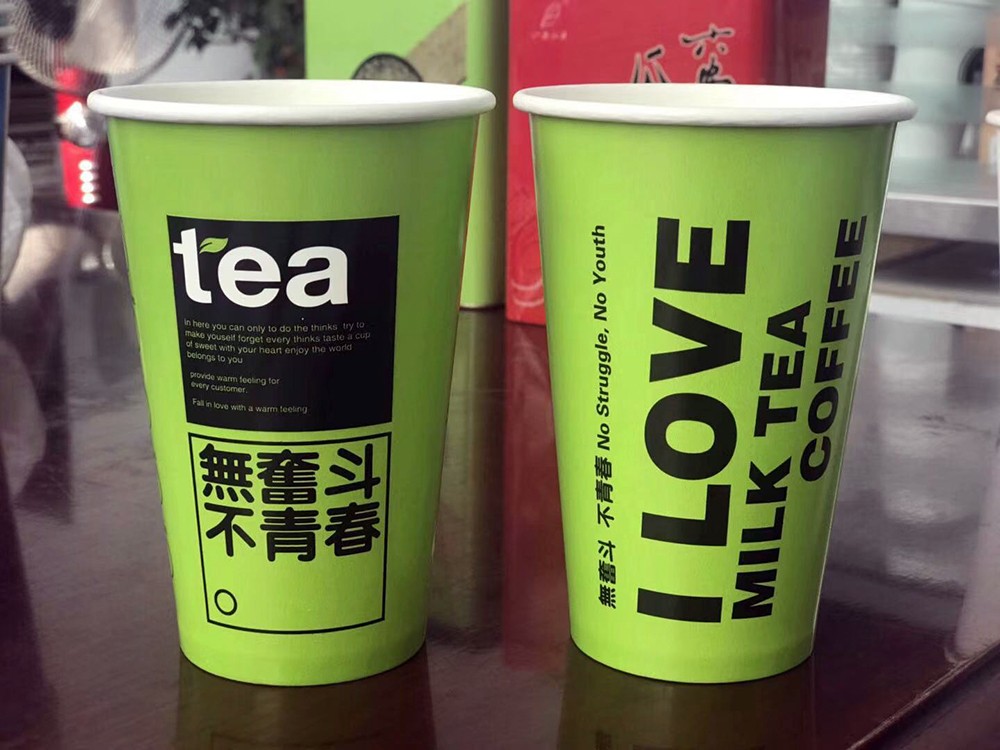 tea
in here you can only to do the thinks try to
make youself forget every thinks taste a cup
of sweet with your heart enjoy the world
belongs to you
provide warm feeling for
every customer.
Fall in love with a warm feeling
無奮斗
不青春
無奮斗 不青春 No Struggle, No Youth
I LOVE
MILK TEA
COFFEE